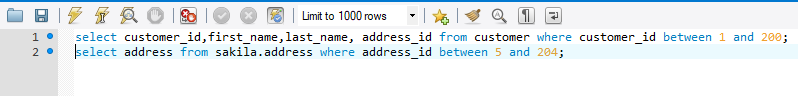 Limit to 1000 rows
1 select customer_id,first_name,last_name, address_id from customer where customer_id between 1 and 200;
2 select address from sakila.address where address_id between 5 and 204;